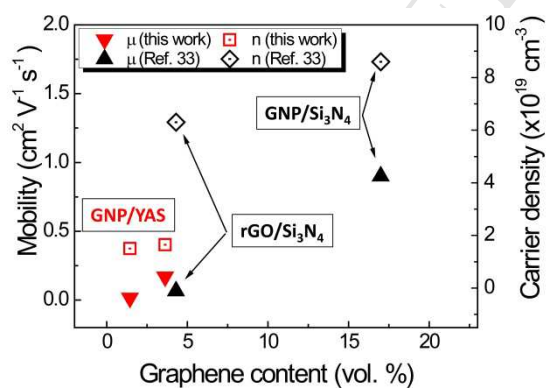 μ (this work) n (this work)
μ (Ref. 33) n (Ref. 33)
Mobility (cm² V⁻¹ s⁻¹)
2.0
1.5
1.0
0.5
0.0
GNP/Si₃N₄
GNP/YAS
rGO/Si₃N₄
10
8
6
4
2
0
Carrier density (x10¹⁹ cm⁻³)
0 5 10 15 20
Graphene content (vol. %)